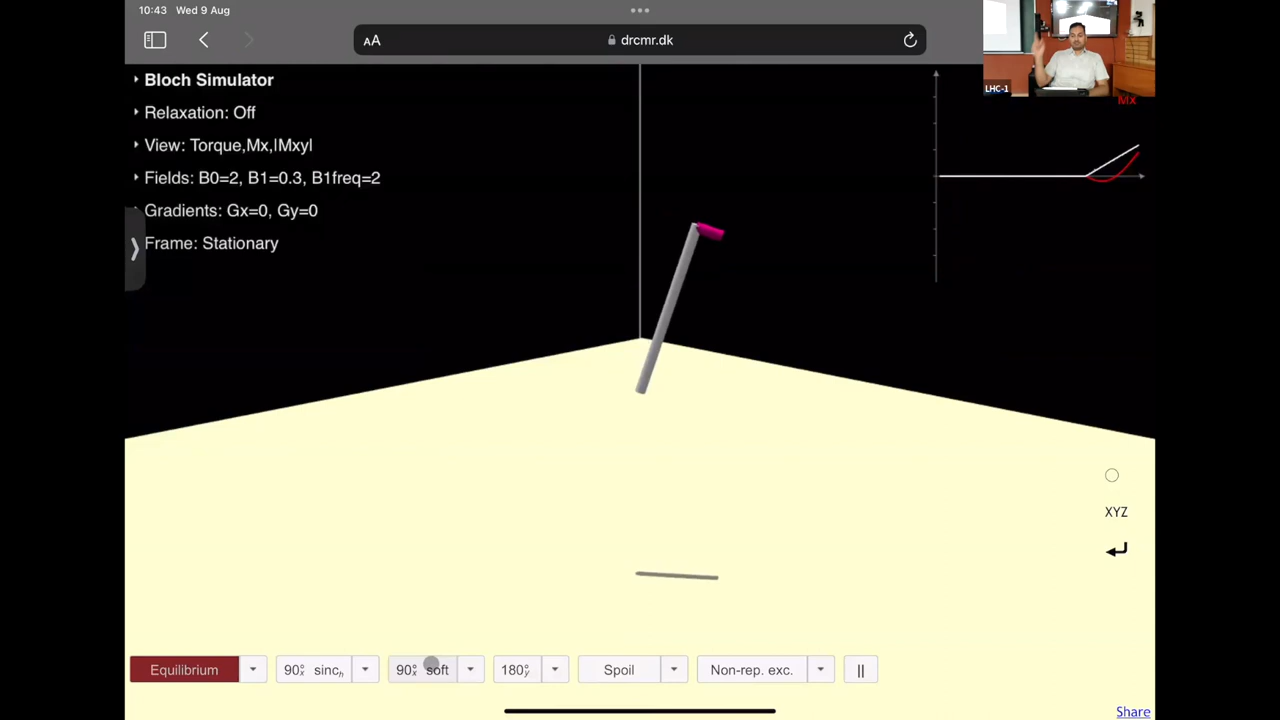 10:43 Wed 9 Aug
AA
drcmr.dk
LHC-1
Mx
Bloch Simulator
Relaxation: Off
View: Torque,Mx,|Mxy|
Fields: B0=2, B1=0.3, B1freq=2
Gradients: Gx=0, Gy=0
Frame: Stationary
XYZ
Equilibrium
90°x sinch
90°x soft
180°y
Spoil
Non-rep. exc.
||
Share